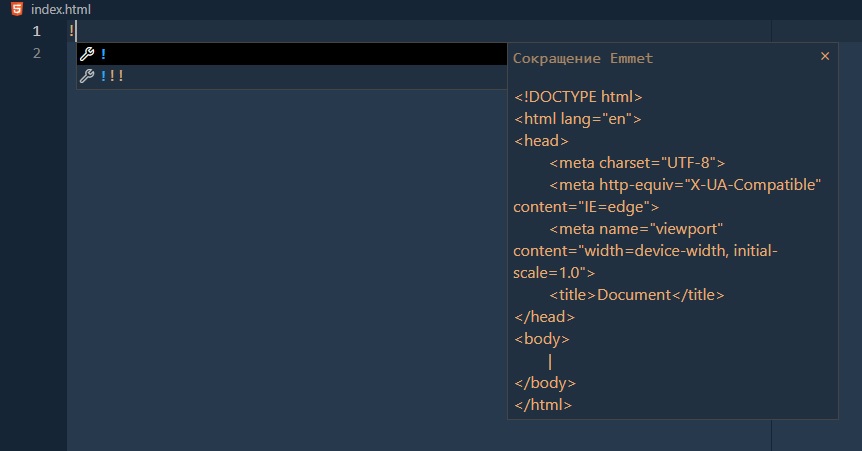 index.html
1 !
2
!
!!!
Сокращение Emmet ×
<!DOCTYPE html>
<html lang="en">
<head>
<meta charset="UTF-8">
<meta http-equiv="X-UA-Compatible"
content="IE=edge">
<meta name="viewport"
content="width=device-width, initial-
scale=1.0">
<title>Document</title>
</head>
<body>
|
</body>
</html>